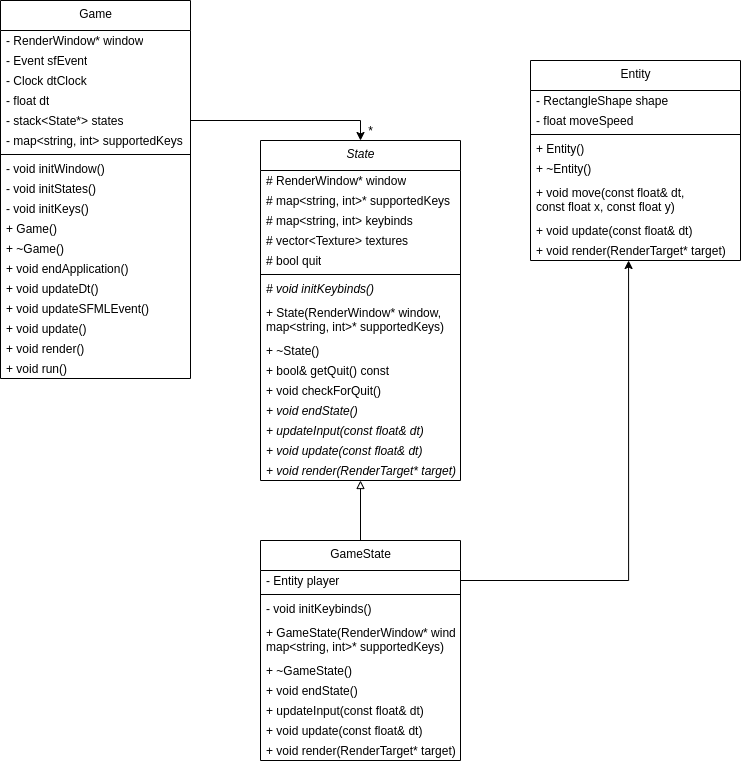 Game
- RenderWindow* window
- Event sfEvent
- Clock dtClock
- float dt
- stack<State*> states
- map<string, int> supportedKeys
- void initWindow()
- void initStates()
- void initKeys()
+ Game()
+ ~Game()
+ void endApplication()
+ void updateDt()
+ void updateSFMLEvent()
+ void update()
+ void render()
+ void run()
*
State
# RenderWindow* window
# map<string, int>* supportedKeys
# map<string, int> keybinds
# vector<Texture> textures
# bool quit
# void initKeybinds()
+ State(RenderWindow* window,
map<string, int>* supportedKeys)
+ ~State()
+ bool& getQuit() const
+ void checkForQuit()
+ void endState()
+ updateInput(const float& dt)
+ void update(const float& dt)
+ void render(RenderTarget* target)
Entity
- RectangleShape shape
- float moveSpeed
+ Entity()
+ ~Entity()
+ void move(const float& dt,
const float x, const float y)
+ void update(const float& dt)
+ void render(RenderTarget* target)
GameState
- Entity player
- void initKeybinds()
+ GameState(RenderWindow* wind
map<string, int>* supportedKeys)
+ ~GameState()
+ void endState()
+ updateInput(const float& dt)
+ void update(const float& dt)
+ void render(RenderTarget* target)